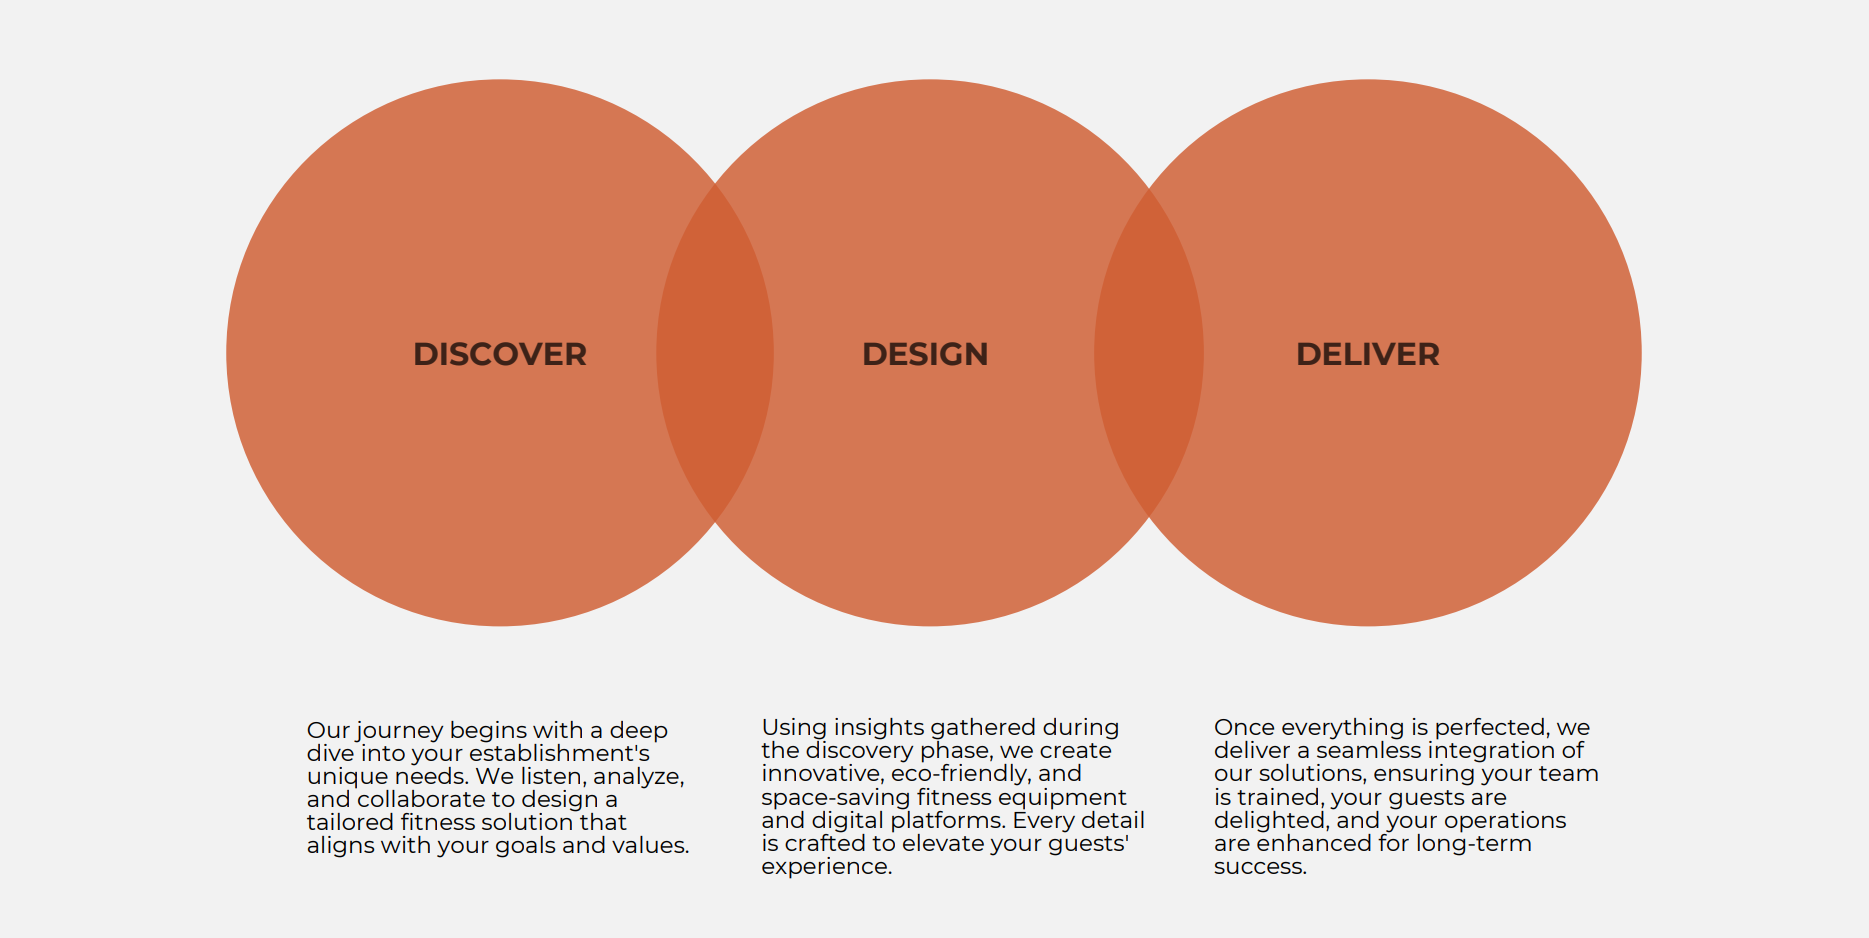 DISCOVER
DESIGN
DELIVER
Our journey begins with a deep
dive into your establishment's
unique needs. We listen, analyze,
and collaborate to design a
tailored fitness solution that
aligns with your goals and values.
Using insights gathered during
the discovery phase, we create
innovative, eco-friendly, and
space-saving fitness equipment
and digital platforms. Every detail
is crafted to elevate your guests'
experience.
Once everything is perfected, we
deliver a seamless integration of
our solutions, ensuring your team
is trained, your guests are
delighted, and your operations
are enhanced for long-term
success.